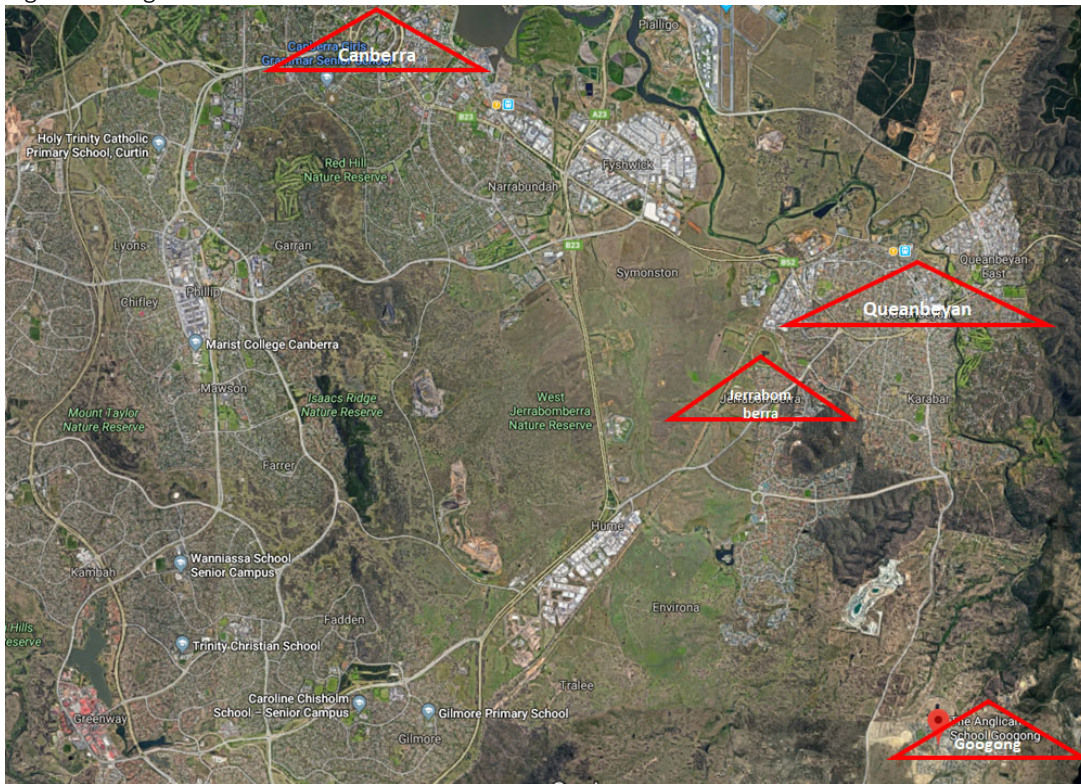 Pialligo
Canberra Girls
Grammar Senior School
Canberra
B23
A23
Holy Trinity Catholic
Primary School, Curtin
Red Hill
Nature Reserve
Fyshwick
Narrabundah
Lyons
Garran
B23
B52
Queanbeyan
East
Symonston
Phillip
Chifley
Queanbeyan
Marist College Canberra
Mawson
Isaacs Ridge
Nature Reserve
West
Jerrabomberra
Nature Reserve
Jerrabomberra
Jerrabom
berra
Karabar
Mount Taylor
Nature Reserve
Farrer
Hume
Wanniassa School
Senior Campus
Kambah
Fadden
Environa
Hills
Reserve
Trinity Christian School
Tralee
Caroline Chisholm
School – Senior Campus
Gilmore Primary School
Greenway
Gilmore
The Anglican
School Googong
Googong